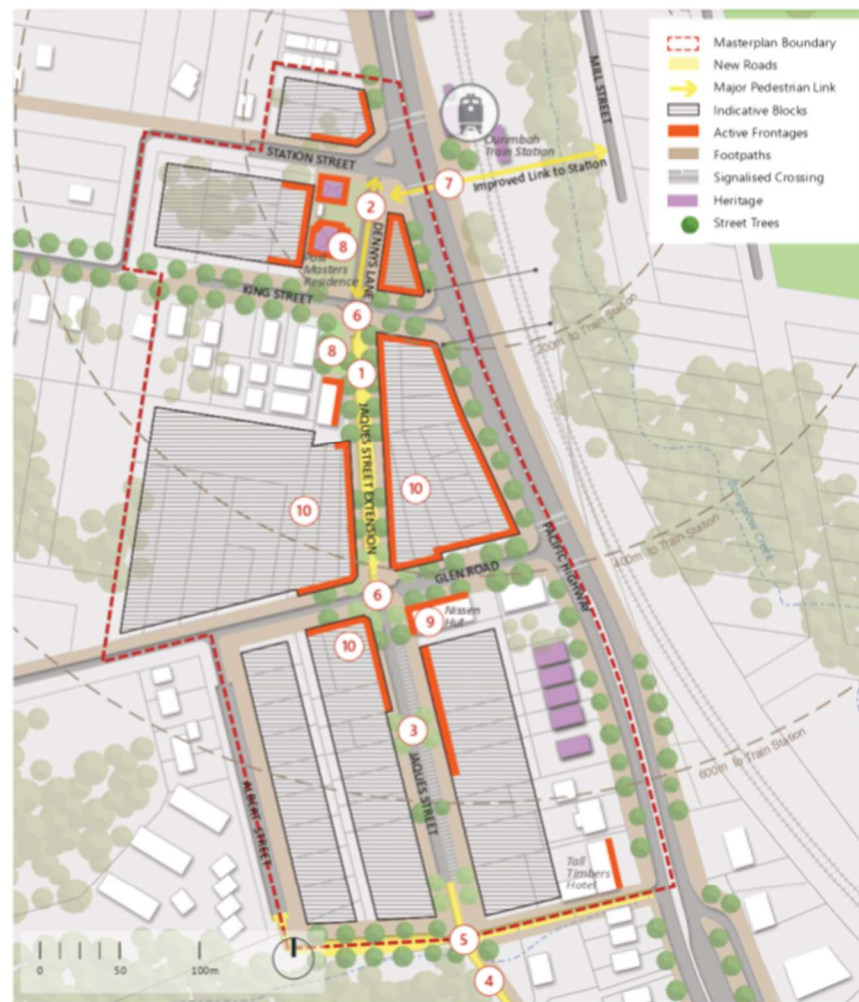 Masterplan Boundary
New Roads
Major Pedestrian Link
Indicative Blocks
Active Frontages
Footpaths
Signalised Crossing
Heritage
Street Trees
MILL STREET
Ourimbah
Train Station
STATION STREET
Improved Link to Station
7
2
DENNYS LANE
8
Post
Masters
Residence
KING STREET
6
200m to Train Station
8
1
JAQUES STREET EXTENSION
10
10
Bangalow Creek
PACIFIC HIGHWAY
400m to Train Station
GLEN ROAD
6
9
Nissen
Hut
10
3
JAQUES STREET
600m to Train Station
ALBERT STREET
Tall
Timbers
Hotel
5
4
0
50
100m